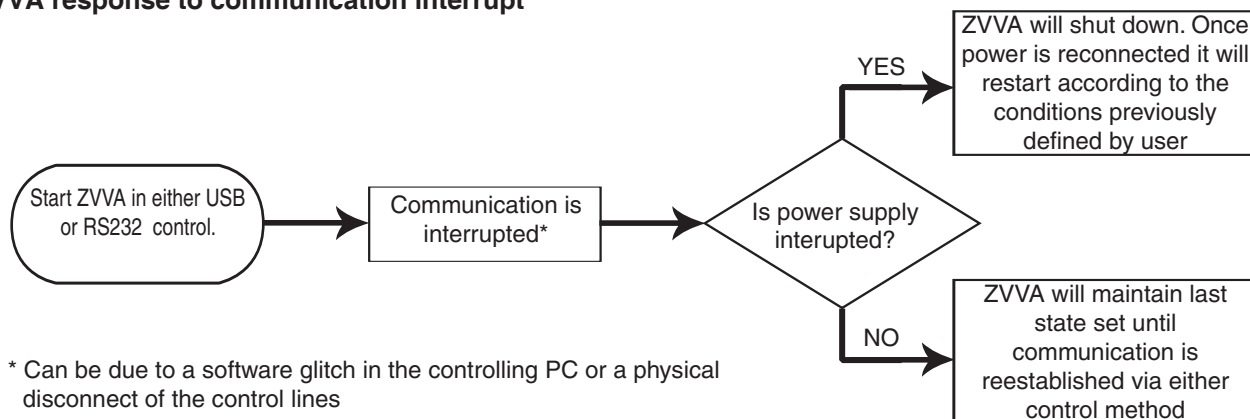 VVA response to communication interrupt
ZVVA will shut down. Once
power is reconnected it will
restart according to the
conditions previously
defined by user
YES
Start ZVVA in either USB
or RS232 control.
Communication is
interrupted*
Is power supply
interupted?
NO
ZVVA will maintain last
state set until
communication is
reestablished via either
control method
* Can be due to a software glitch in the controlling PC or a physical
disconnect of the control lines